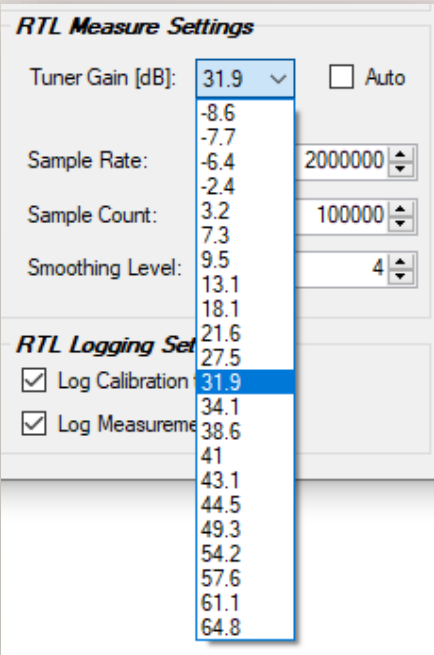 RTL Measure Settings
Tuner Gain [dB]: 31.9 Auto
-8.6
-7.7
Sample Rate: -6.4 2000000
-2.4
Sample Count: 3.2 100000
7.3
Smoothing Level: 9.5 4
13.1
18.1
21.6
RTL Logging Set
27.5
Log Calibration 31.9
34.1
Log Measureme 38.6
41
43.1
44.5
49.3
54.2
57.6
61.1
64.8